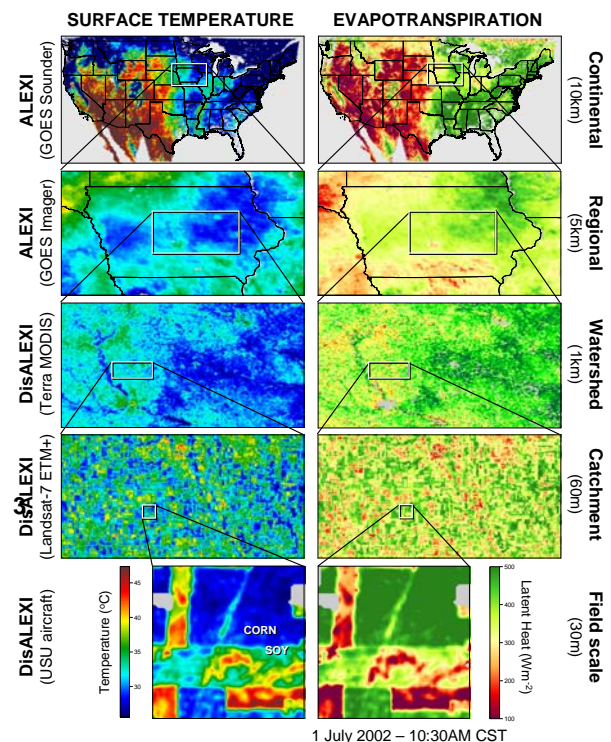 SURFACE TEMPERATURE
EVAPOTRANSPIRATION
ALEXI
(GOES Sounder)
Continental
(10km)
ALEXI
(GOES Imager)
Regional
(5km)
DisALEXI
(Terra MODIS)
Watershed
(1km)
DisALEXI
(Landsat-7 ETM+)
Catchment
(60m)
DisALEXI
(USU aircraft)
Temperature (°C)
45
40
35
30
CORN
SOY
500
400
300
200
100
Latent Heat (Wm-2)
Field scale
(30m)
1 July 2002 – 10:30AM CST